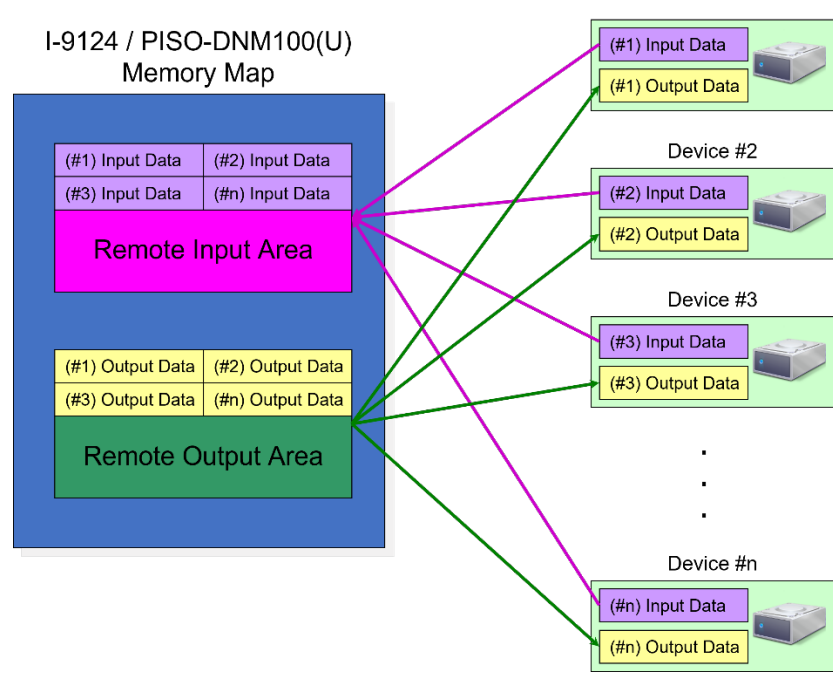 I-9124 / PISO-DNM100(U)
Memory Map
(#1) Input Data (#2) Input Data
(#3) Input Data (#n) Input Data
Remote Input Area
(#1) Output Data (#2) Output Data
(#3) Output Data (#n) Output Data
Remote Output Area
(#1) Input Data
(#1) Output Data
Device #2
(#2) Input Data
(#2) Output Data
Device #3
(#3) Input Data
(#3) Output Data
.
.
.
Device #n
(#n) Input Data
(#n) Output Data